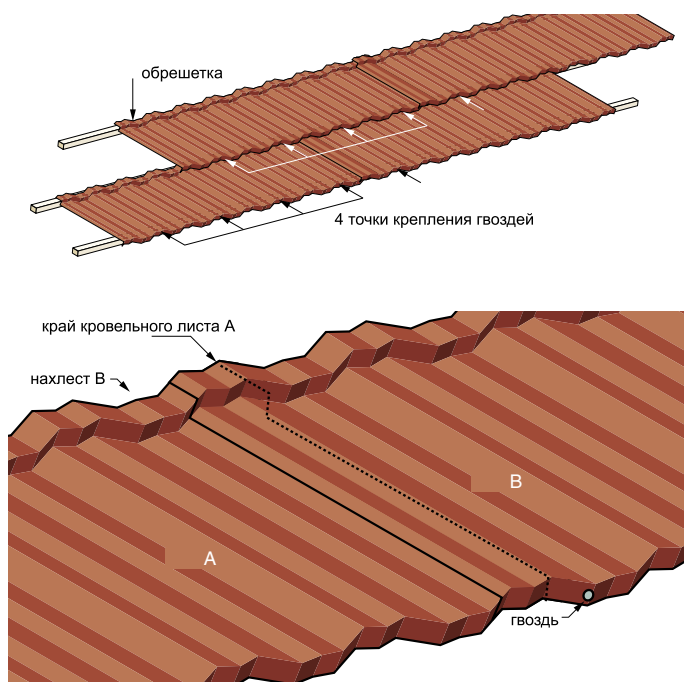 обрешетка
4 точки крепления гвоздей
край кровельного листа А
нахлест В
В
А
гвоздь